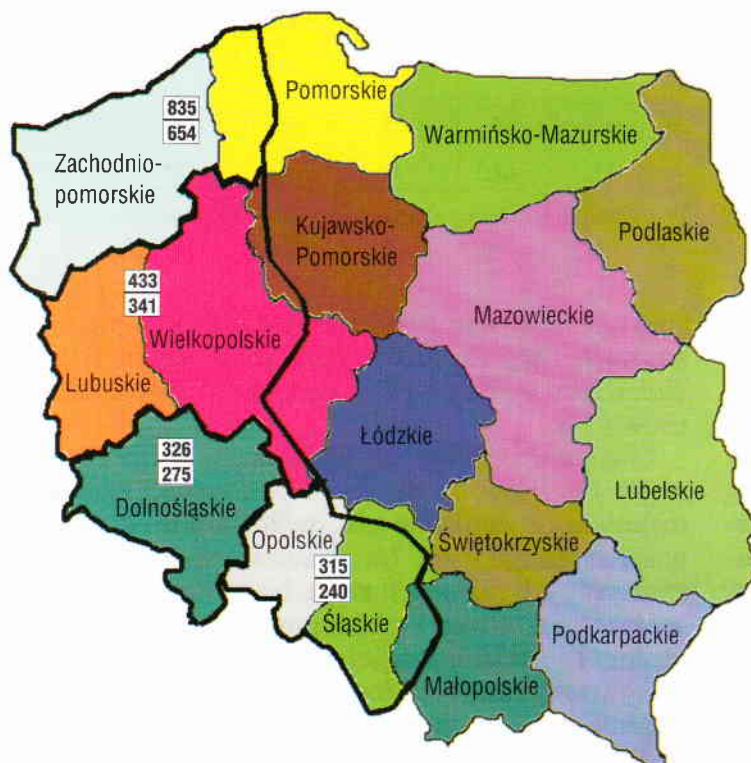 Pomorskie
835
654
Warmińsko-Mazurskie
Zachodnio-
pomorskie
Kujawsko-
Pomorskie
Podlaskie
433
341
Mazowieckie
Wielkopolskie
Lubuskie
Łódzkie
326
275
Lubelskie
Dolnośląskie
Opolskie
Świętokrzyskie
315
240
Śląskie
Podkarpackie
Małopolskie